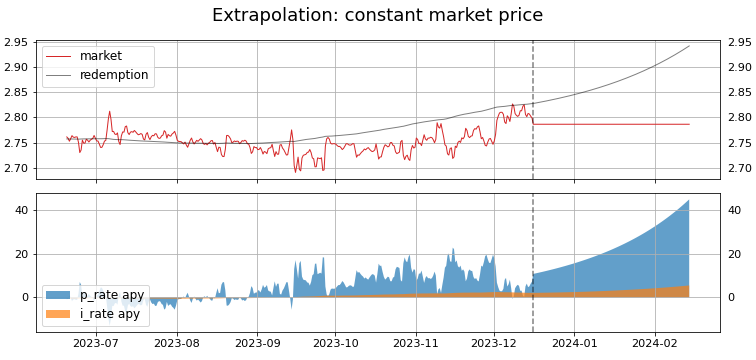 Extrapolation: constant market price
2.95 2.95
2.90 2.90
2.85 2.85
2.80 2.80
2.75 2.75
2.70 2.70
market
redemption
40 40
20 20
0 0
p_rate apy
i_rate apy
2023-07 2023-08 2023-09 2023-10 2023-11 2023-12 2024-01 2024-02